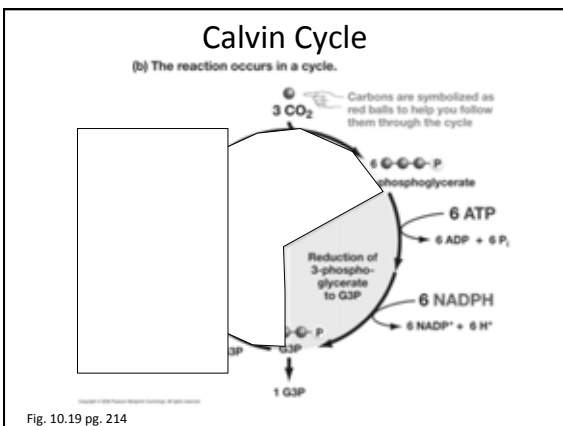 Calvin Cycle
(b) The reaction occurs in a cycle.
Carbons are symbolized as
red balls to help you follow
them through the cycle
3 CO₂
6 P
phosphoglycerate
6 ATP
6 ADP + 6 Pᵢ
Reduction of
3-phospho-
glycerate
to G3P
6 NADPH
6 NADP⁺ + 6 H⁺
P
G3P
1 G3P
Fig. 10.19 pg. 214